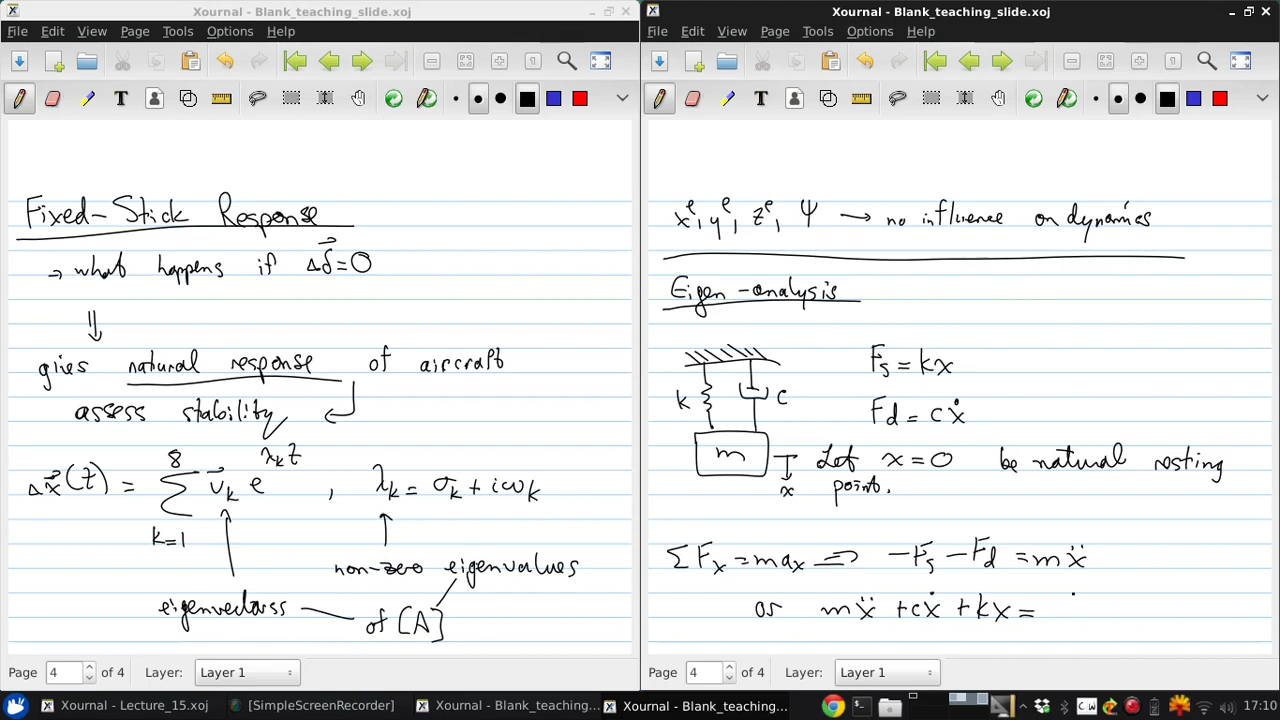 Xournal - Blank_teaching_slide.xoj
File Edit View Page Tools Options Help
Fixed-Stick Response
→ what happens if Δδ⃗ = 0
⇓
gies natural response of aircraft
assess stability
Δx⃗(t) = Σ_{k=1}^{8} v⃗_k e^{λ_k t} , λ_k = σ_k + iω_k
non-zero eigenvalues
eigenvectors
of [A]
Page 4 of 4 Layer: Layer 1
Xournal - Blank_teaching_slide.xoj
File Edit View Page Tools Options Help
x^e, y^e, z^e, ψ → no influence on dynamics
Eigen-analysis
F_s = kx
k c
F_d = cẋ
m
Let x = 0 be natural resting
x point.
ΣF_x = ma_x ⇒ -F_s - F_d = mẍ
or mẍ + cẋ + kx =
Page 4 of 4 Layer: Layer 1
Xournal - Lecture_15.xoj [SimpleScreenRecorder] Xournal - Blank_teaching... Xournal - Blank_teaching... 17:10